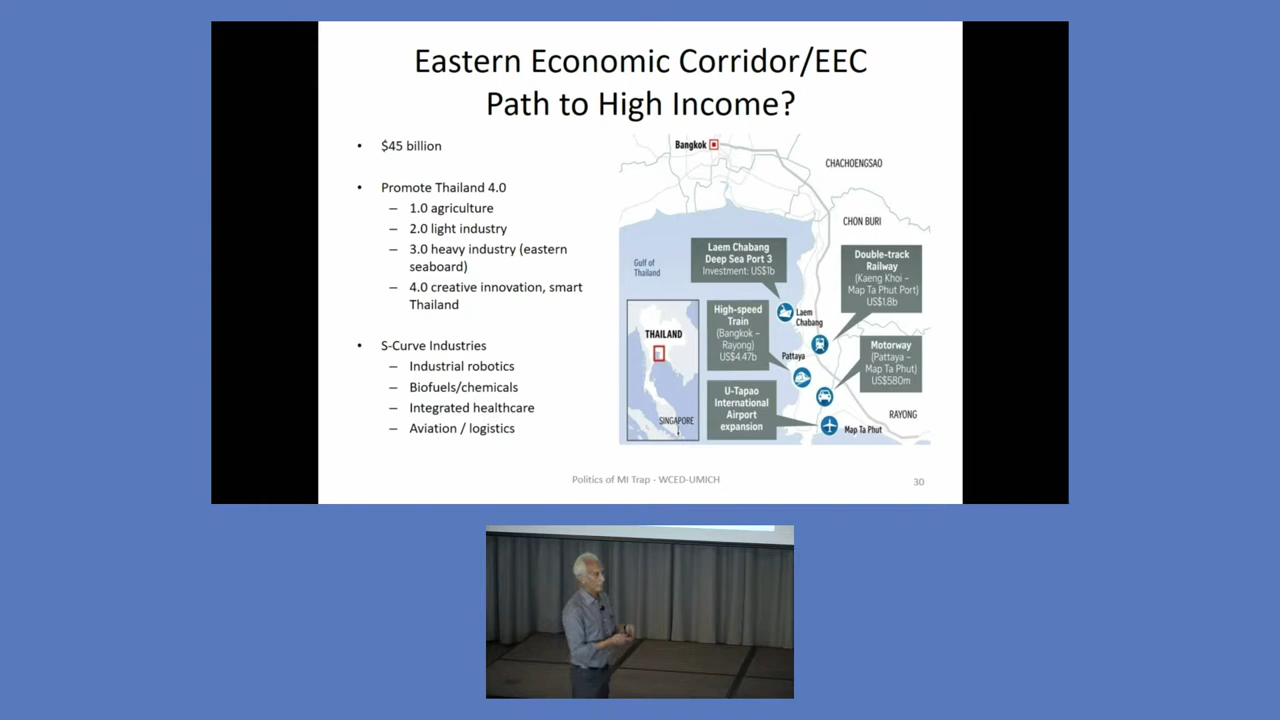 Eastern Economic Corridor/EEC
Path to High Income?
• $45 billion
• Promote Thailand 4.0
– 1.0 agriculture
– 2.0 light industry
– 3.0 heavy industry (eastern
seaboard)
– 4.0 creative innovation, smart
Thailand
• S-Curve Industries
– Industrial robotics
– Biofuels/chemicals
– Integrated healthcare
– Aviation / logistics
Bangkok
CHACHOENGSAO
CHON BURI
Gulf of
Thailand
Laem Chabang
Deep Sea Port 3
Investment: US$1b
Double-track
Railway
(Kaeng Khoi –
Map Ta Phut Port)
US$1.8b
Laem
Chabang
High-speed
Train
(Bangkok –
Rayong)
US$4.47b
THAILAND
SINGAPORE
Pattaya
Motorway
(Pattaya –
Map Ta Phut)
US$580m
U-Tapao
International
Airport
expansion
RAYONG
Map Ta Phut
Politics of MI Trap - WCED-UMICH
30